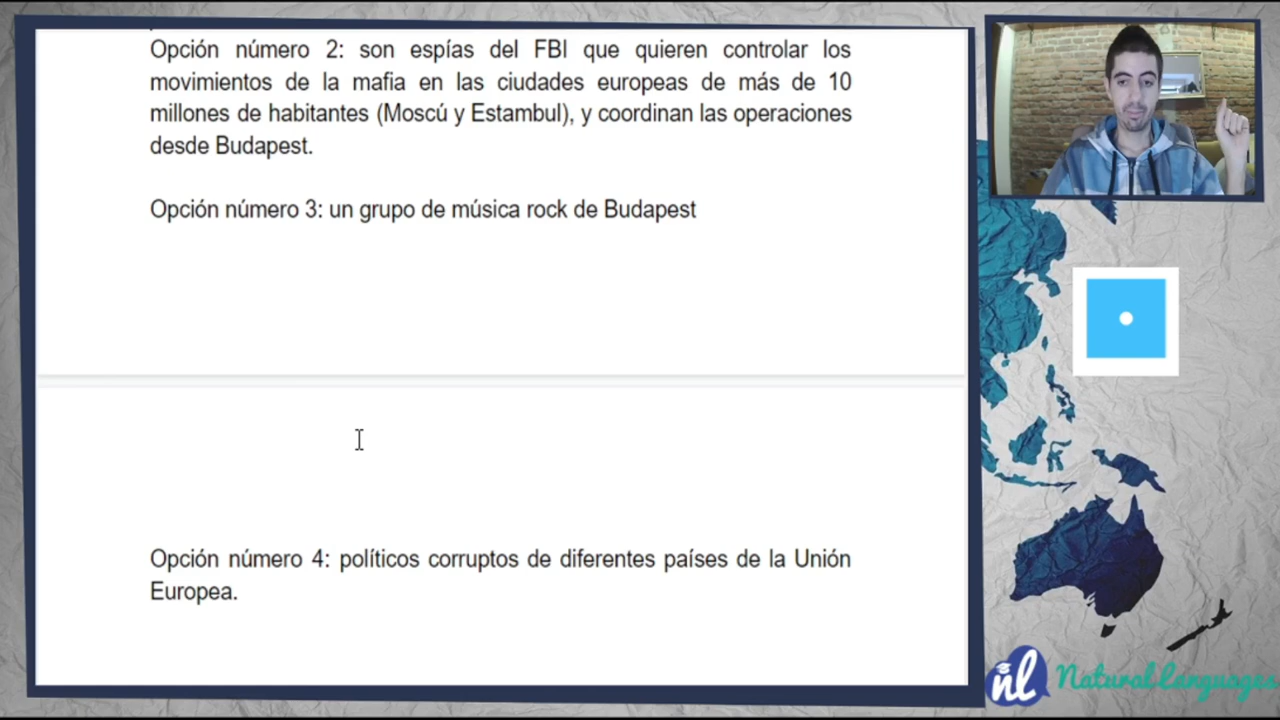 Opción número 2: son espías del FBI que quieren controlar los
movimientos de la mafia en las ciudades europeas de más de 10
millones de habitantes (Moscú y Estambul), y coordinan las operaciones
desde Budapest.
Opción número 3: un grupo de música rock de Budapest
Opción número 4: políticos corruptos de diferentes países de la Unión
Europea.
nl Natural Languages